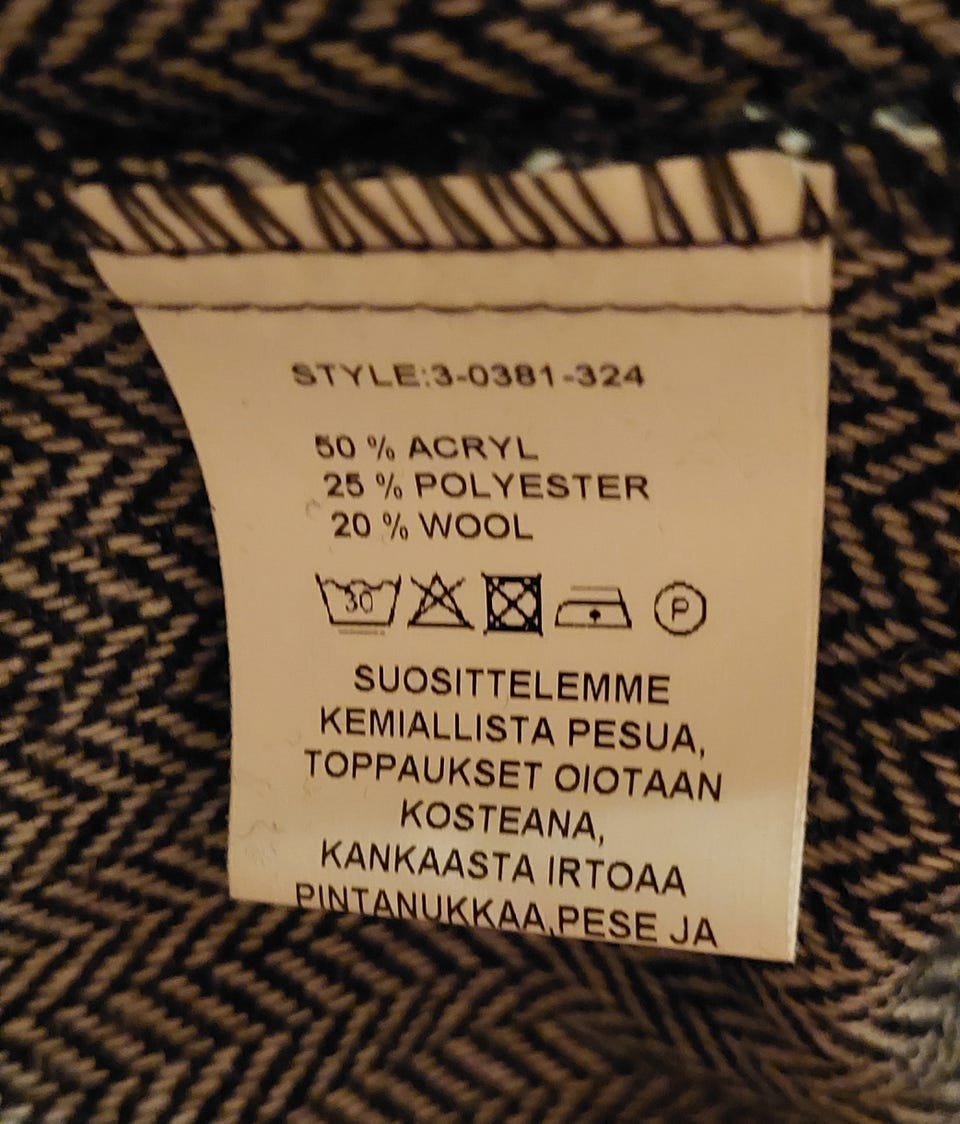 STYLE:3-0381-324
50 % ACRYL
25 % POLYESTER
20 % WOOL
30 P
SUOSITTELEMME
KEMIALLISTA PESUA,
TOPPAUKSET OIOTAAN
KOSTEANA,
KANKAASTA IRTOAA
PINTANUKKAA,PESE JA